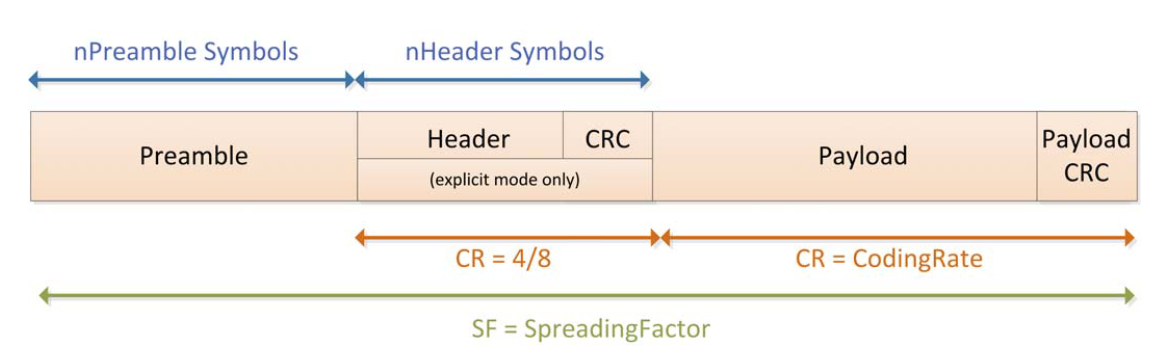 nPreamble Symbols
nHeader Symbols
Preamble
Header
CRC
(explicit mode only)
Payload
Payload
CRC
CR = 4/8
CR = CodingRate
SF = SpreadingFactor